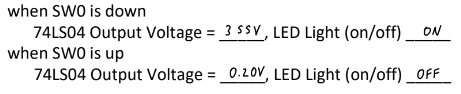 when SW0 is down
74LS04 Output Voltage = 3 55V, LED Light (on/off) ON
when SW0 is up
74LS04 Output Voltage = 0.20V, LED Light (on/off) OFF